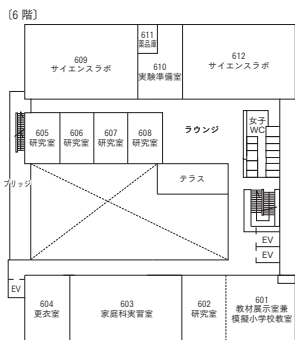 〔6 階〕
611
薬品庫
609
サイエンスラボ
610
実験準備室
612
サイエンスラボ
605
研究室
606
研究室
607
研究室
608
研究室
ラウンジ
女子
WC
ブリッジ
テラス
EV
EV
EV
604
更衣室
603
家庭科実習室
602
研究室
601
教材展示室兼
模擬小学校教室